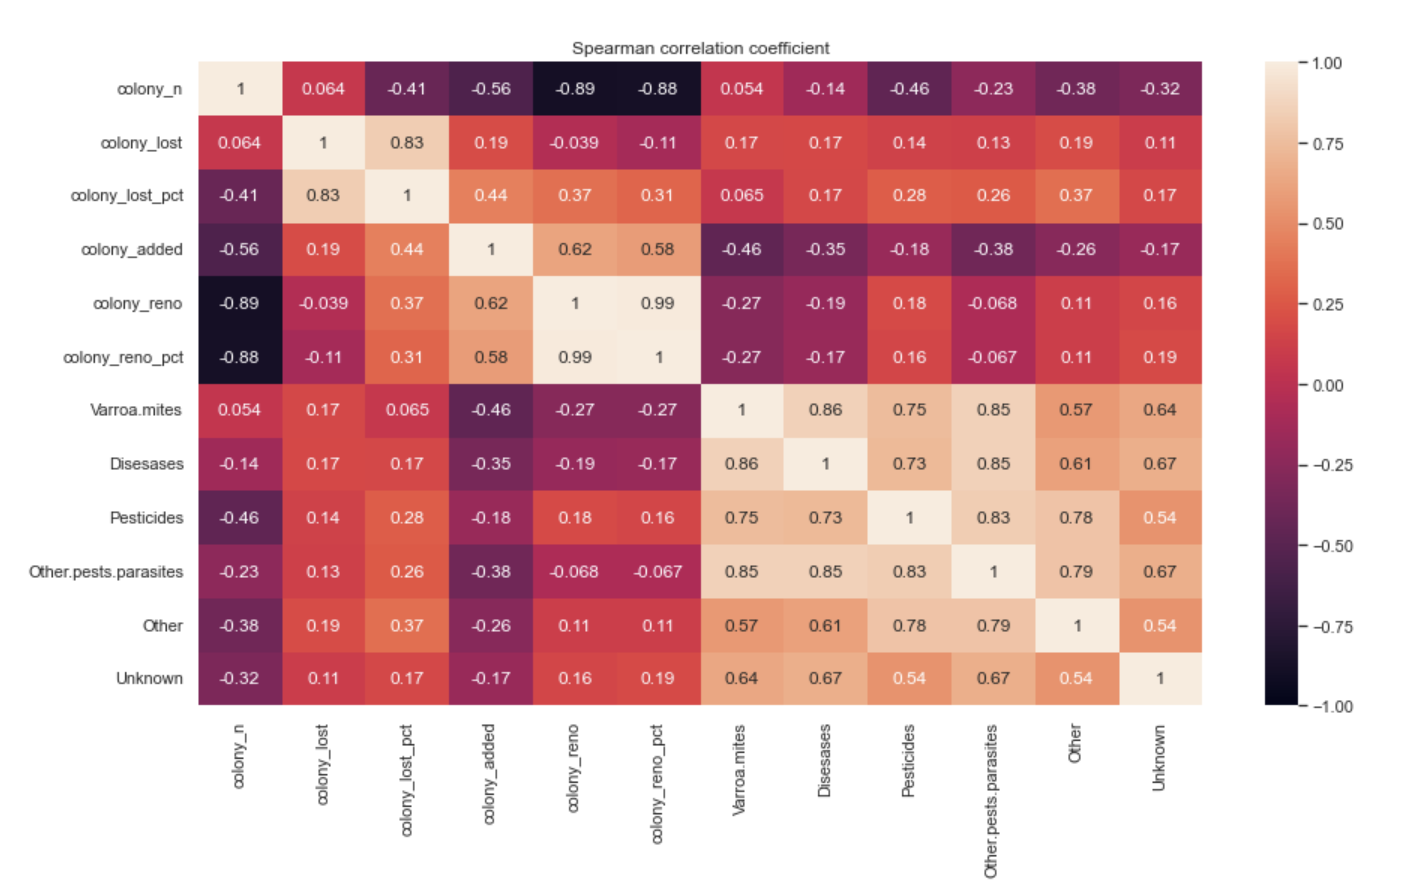 Spearman correlation coefficient
colony_n 1 0.064 -0.41 -0.56 -0.89 -0.88 0.054 -0.14 -0.46 -0.23 -0.38 -0.32
colony_lost 0.064 1 0.83 0.19 -0.039 -0.11 0.17 0.17 0.14 0.13 0.19 0.11
colony_lost_pct -0.41 0.83 1 0.44 0.37 0.31 0.065 0.17 0.28 0.26 0.37 0.17
colony_added -0.56 0.19 0.44 1 0.62 0.58 -0.46 -0.35 -0.18 -0.38 -0.26 -0.17
colony_reno -0.89 -0.039 0.37 0.62 1 0.99 -0.27 -0.19 0.18 -0.068 0.11 0.16
colony_reno_pct -0.88 -0.11 0.31 0.58 0.99 1 -0.27 -0.17 0.16 -0.067 0.11 0.19
Varroa.mites 0.054 0.17 0.065 -0.46 -0.27 -0.27 1 0.86 0.75 0.85 0.57 0.64
Disesases -0.14 0.17 0.17 -0.35 -0.19 -0.17 0.86 1 0.73 0.85 0.61 0.67
Pesticides -0.46 0.14 0.28 -0.18 0.18 0.16 0.75 0.73 1 0.83 0.78 0.54
Other.pests.parasites -0.23 0.13 0.26 -0.38 -0.068 -0.067 0.85 0.85 0.83 1 0.79 0.67
Other -0.38 0.19 0.37 -0.26 0.11 0.11 0.57 0.61 0.78 0.79 1 0.54
Unknown -0.32 0.11 0.17 -0.17 0.16 0.19 0.64 0.67 0.54 0.67 0.54 1
colony_n
colony_lost
colony_lost_pct
colony_added
colony_reno
colony_reno_pct
Varroa.mites
Disesases
Pesticides
Other.pests.parasites
Other
Unknown
1.00
0.75
0.50
0.25
0.00
−0.25
−0.50
−0.75
−1.00